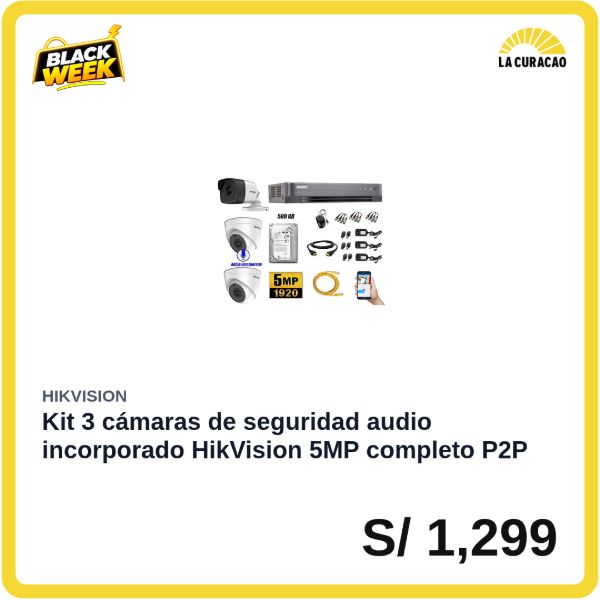 BLACK
WEEK
LA CURACAO
500 GB
5MP
1920
HIKVISION
Kit 3 cámaras de seguridad audio
incorporado HikVision 5MP completo P2P
S/ 1,299